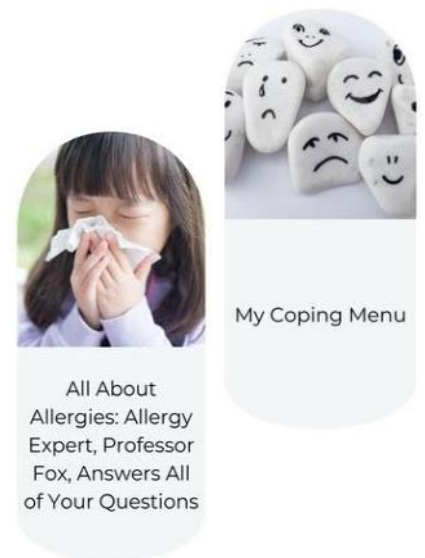 All About
Allergies: Allergy
Expert, Professor
Fox, Answers All
of Your Questions
My Coping Menu